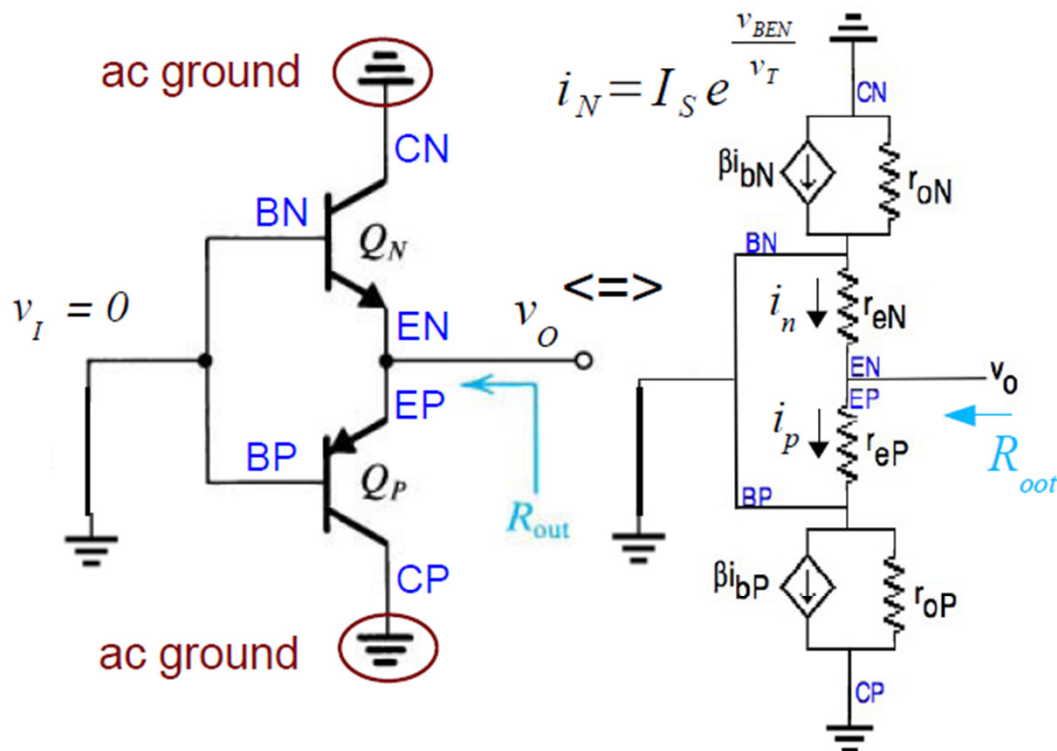 ac ground
CN
BN
Q_N
v_I = 0
EN
v_O
EP
BP
Q_P
R_out
CP
ac ground
<=>
i_N = I_S e^(v_BEN / v_T)
CN
βi_bN
r_oN
BN
i_n
r_eN
EN
v_o
EP
i_p
r_eP
R_oot
BP
βi_bP
r_oP
CP